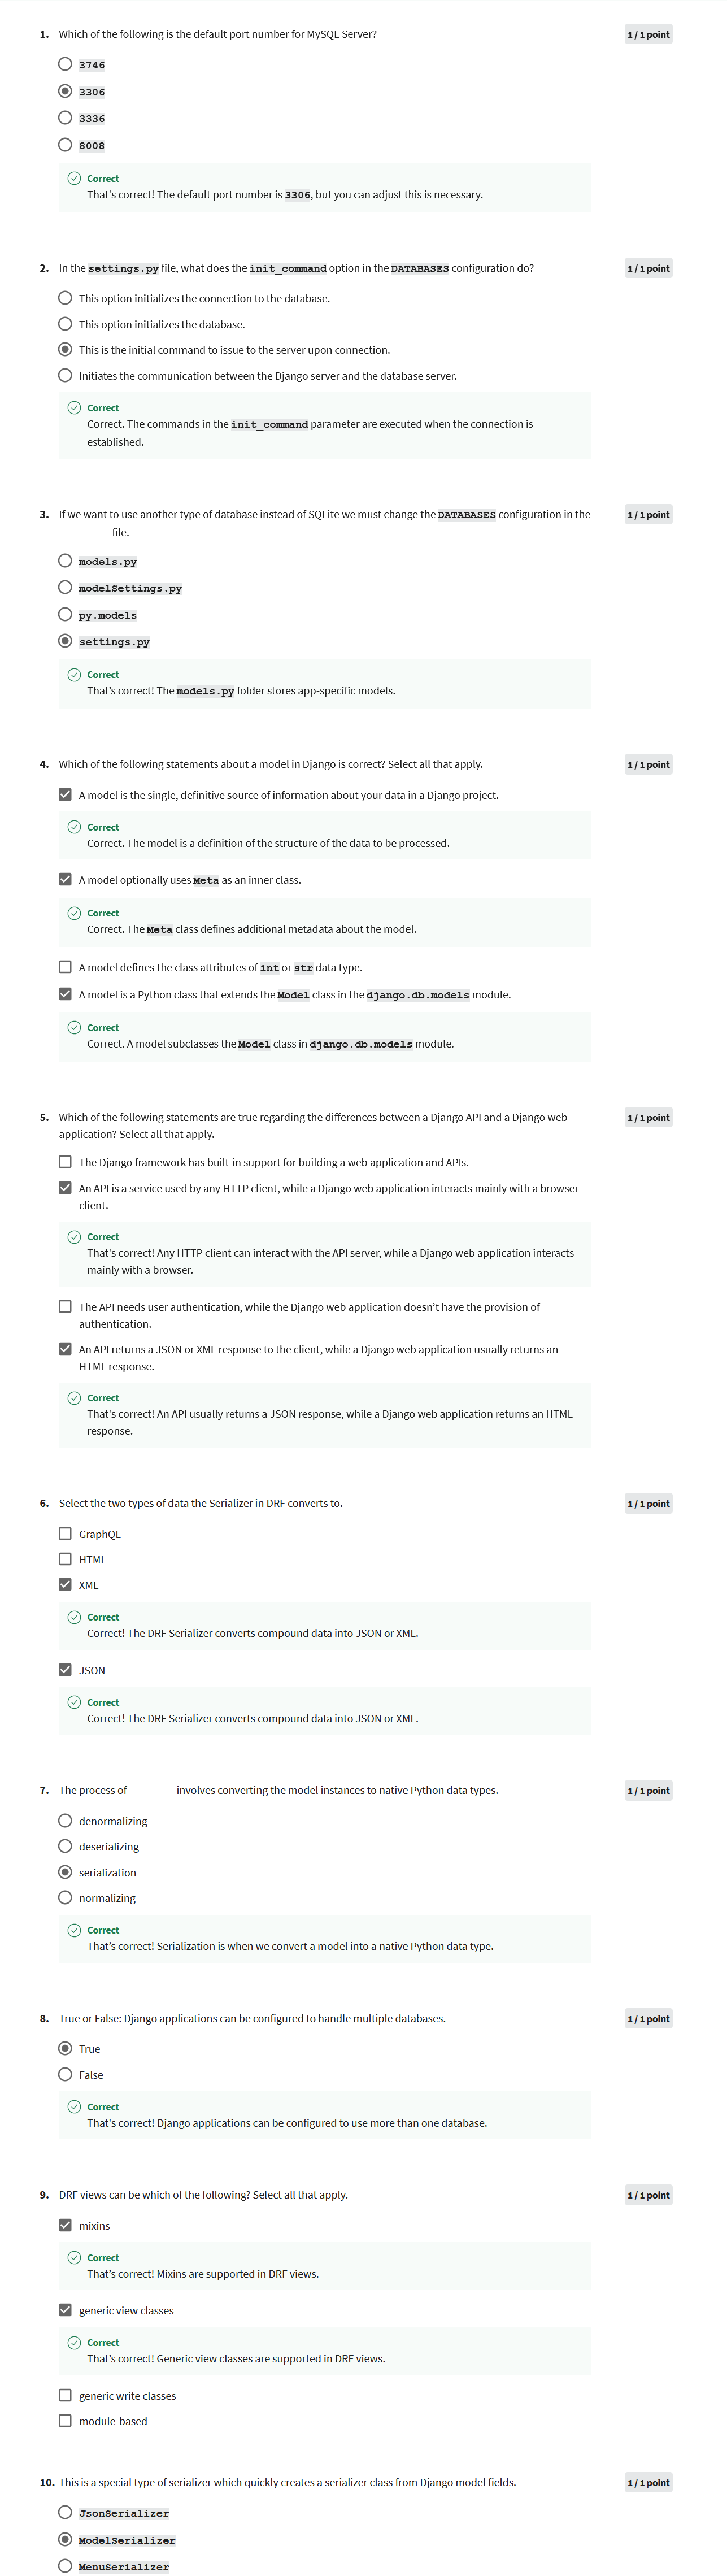 1. Which of the following is the default port number for MySQL Server?
1 / 1 point
3746
3306
3336
8008
Correct
That's correct! The default port number is 3306, but you can adjust this is necessary.
2. In the settings.py file, what does the init_command option in the DATABASES configuration do?
1 / 1 point
This option initializes the connection to the database.
This option initializes the database.
This is the initial command to issue to the server upon connection.
Initiates the communication between the Django server and the database server.
Correct
Correct. The commands in the init_command parameter are executed when the connection is
established.
3. If we want to use another type of database instead of SQLite we must change the DATABASES configuration in the
1 / 1 point
_________ file.
models.py
modelSettings.py
py.models
settings.py
Correct
That's correct! The models.py folder stores app-specific models.
4. Which of the following statements about a model in Django is correct? Select all that apply.
1 / 1 point
A model is the single, definitive source of information about your data in a Django project.
Correct
Correct. The model is a definition of the structure of the data to be processed.
A model optionally uses Meta as an inner class.
Correct
Correct. The Meta class defines additional metadata about the model.
A model defines the class attributes of int or str data type.
A model is a Python class that extends the Model class in the django.db.models module.
Correct
Correct. A model subclasses the Model class in django.db.models module.
5. Which of the following statements are true regarding the differences between a Django API and a Django web
1 / 1 point
application? Select all that apply.
The Django framework has built-in support for building a web application and APIs.
An API is a service used by any HTTP client, while a Django web application interacts mainly with a browser
client.
Correct
That's correct! Any HTTP client can interact with the API server, while a Django web application interacts
mainly with a browser.
The API needs user authentication, while the Django web application doesn't have the provision of
authentication.
An API returns a JSON or XML response to the client, while a Django web application usually returns an
HTML response.
Correct
That's correct! An API usually returns a JSON response, while a Django web application returns an HTML
response.
6. Select the two types of data the Serializer in DRF converts to.
1 / 1 point
GraphQL
HTML
XML
Correct
Correct! The DRF Serializer converts compound data into JSON or XML.
JSON
Correct
Correct! The DRF Serializer converts compound data into JSON or XML.
7. The process of ________ involves converting the model instances to native Python data types.
1 / 1 point
denormalizing
deserializing
serialization
normalizing
Correct
That's correct! Serialization is when we convert a model into a native Python data type.
8. True or False: Django applications can be configured to handle multiple databases.
1 / 1 point
True
False
Correct
That's correct! Django applications can be configured to use more than one database.
9. DRF views can be which of the following? Select all that apply.
1 / 1 point
mixins
Correct
That's correct! Mixins are supported in DRF views.
generic view classes
Correct
That's correct! Generic view classes are supported in DRF views.
generic write classes
module-based
10. This is a special type of serializer which quickly creates a serializer class from Django model fields.
1 / 1 point
JsonSerializer
ModelSerializer
MenuSerializer